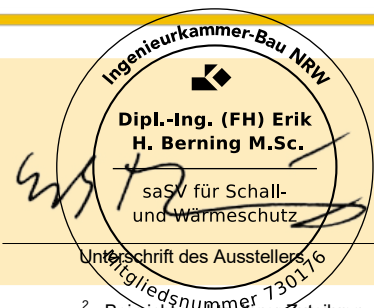 Ingenieurkammer-Bau NRW
Dipl.-Ing. (FH) Erik
H. Berning M.Sc.
saSV für Schall-
und Wärmeschutz
Unterschrift des Ausstellers
Mitgliedsnummer 730176
2